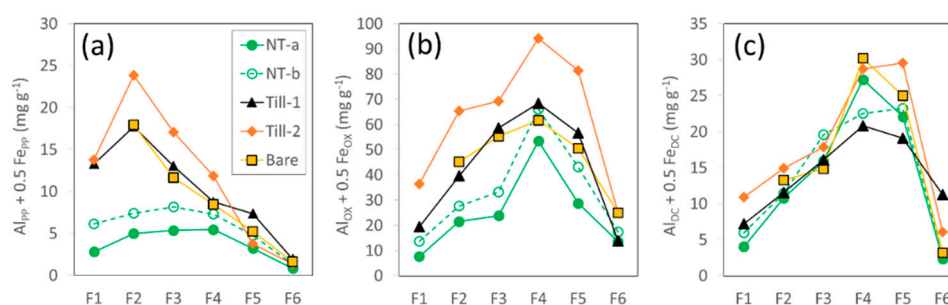 (a)
30
25
20
15
10
5
0
Al_PP + 0.5 Fe_PP (mg g⁻¹)
F1 F2 F3 F4 F5 F6
NT-a
NT-b
Till-1
Till-2
Bare
(b)
100
90
80
70
60
50
40
30
20
10
0
Al_OX + 0.5 Fe_OX (mg g⁻¹)
F1 F2 F3 F4 F5 F6
(c)
35
30
25
20
15
10
5
0
Al_DC + 0.5 Fe_DC (mg g⁻¹)
F1 F2 F3 F4 F5 F6